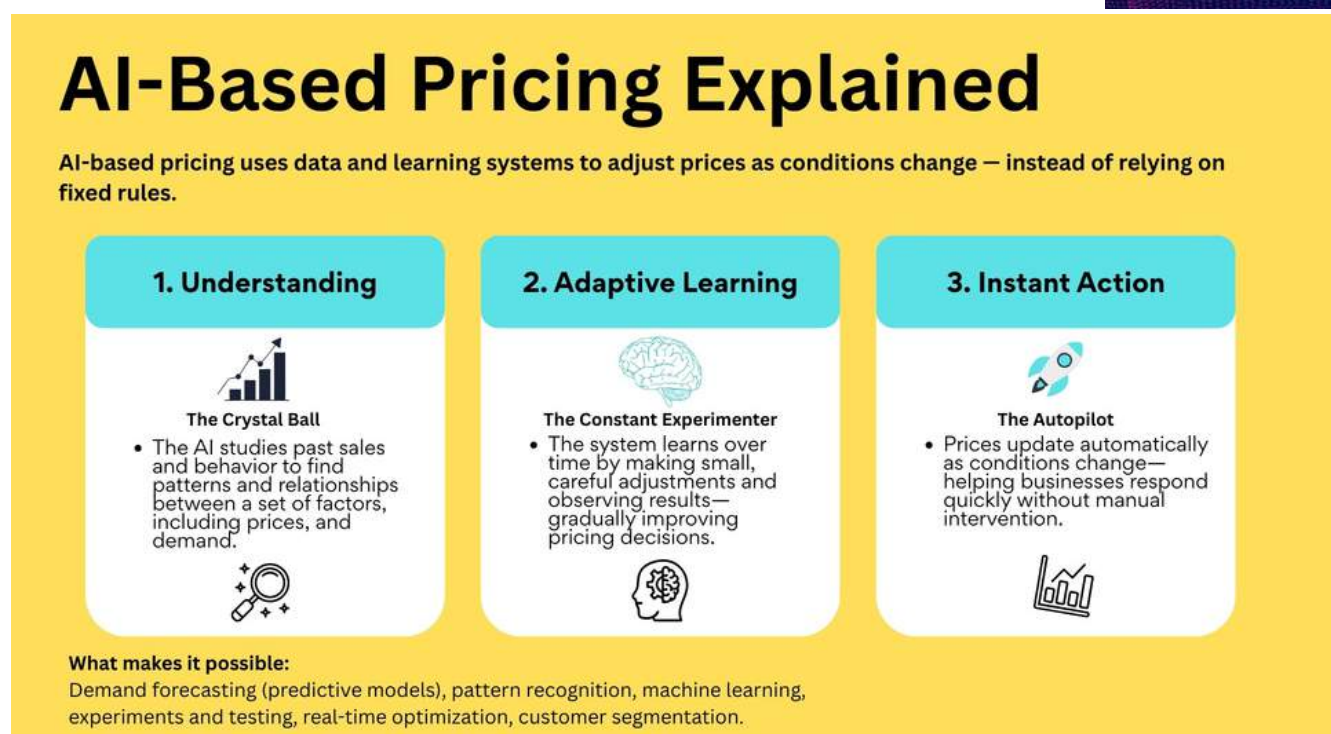 AI-Based Pricing Explained
AI-based pricing uses data and learning systems to adjust prices as conditions change — instead of relying on
fixed rules.
1. Understanding
The Crystal Ball
• The AI studies past sales
and behavior to find
patterns and relationships
between a set of factors,
including prices, and
demand.
2. Adaptive Learning
The Constant Experimenter
• The system learns over
time by making small,
careful adjustments and
observing results—
gradually improving
pricing decisions.
3. Instant Action
The Autopilot
• Prices update automatically
as conditions change—
helping businesses respond
quickly without manual
intervention.
What makes it possible:
Demand forecasting (predictive models), pattern recognition, machine learning,
experiments and testing, real-time optimization, customer segmentation.